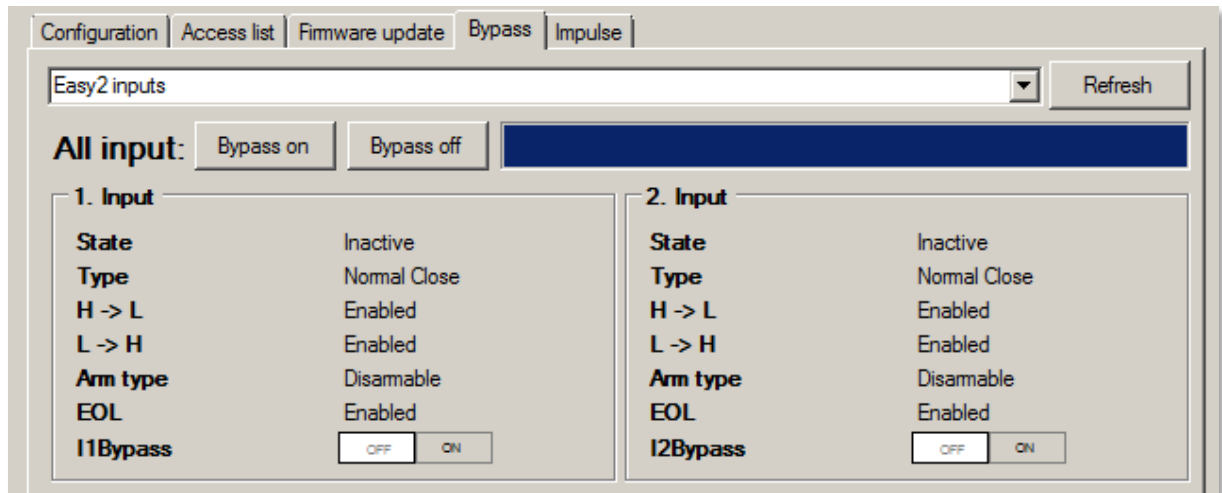 Configuration Access list Firmware update Bypass Impulse
Easy2 inputs Refresh
All input: Bypass on Bypass off
1. Input
State Inactive
Type Normal Close
H -> L Enabled
L -> H Enabled
Arm type Disarmable
EOL Enabled
I1Bypass OFF ON
2. Input
State Inactive
Type Normal Close
H -> L Enabled
L -> H Enabled
Arm type Disarmable
EOL Enabled
I2Bypass OFF ON